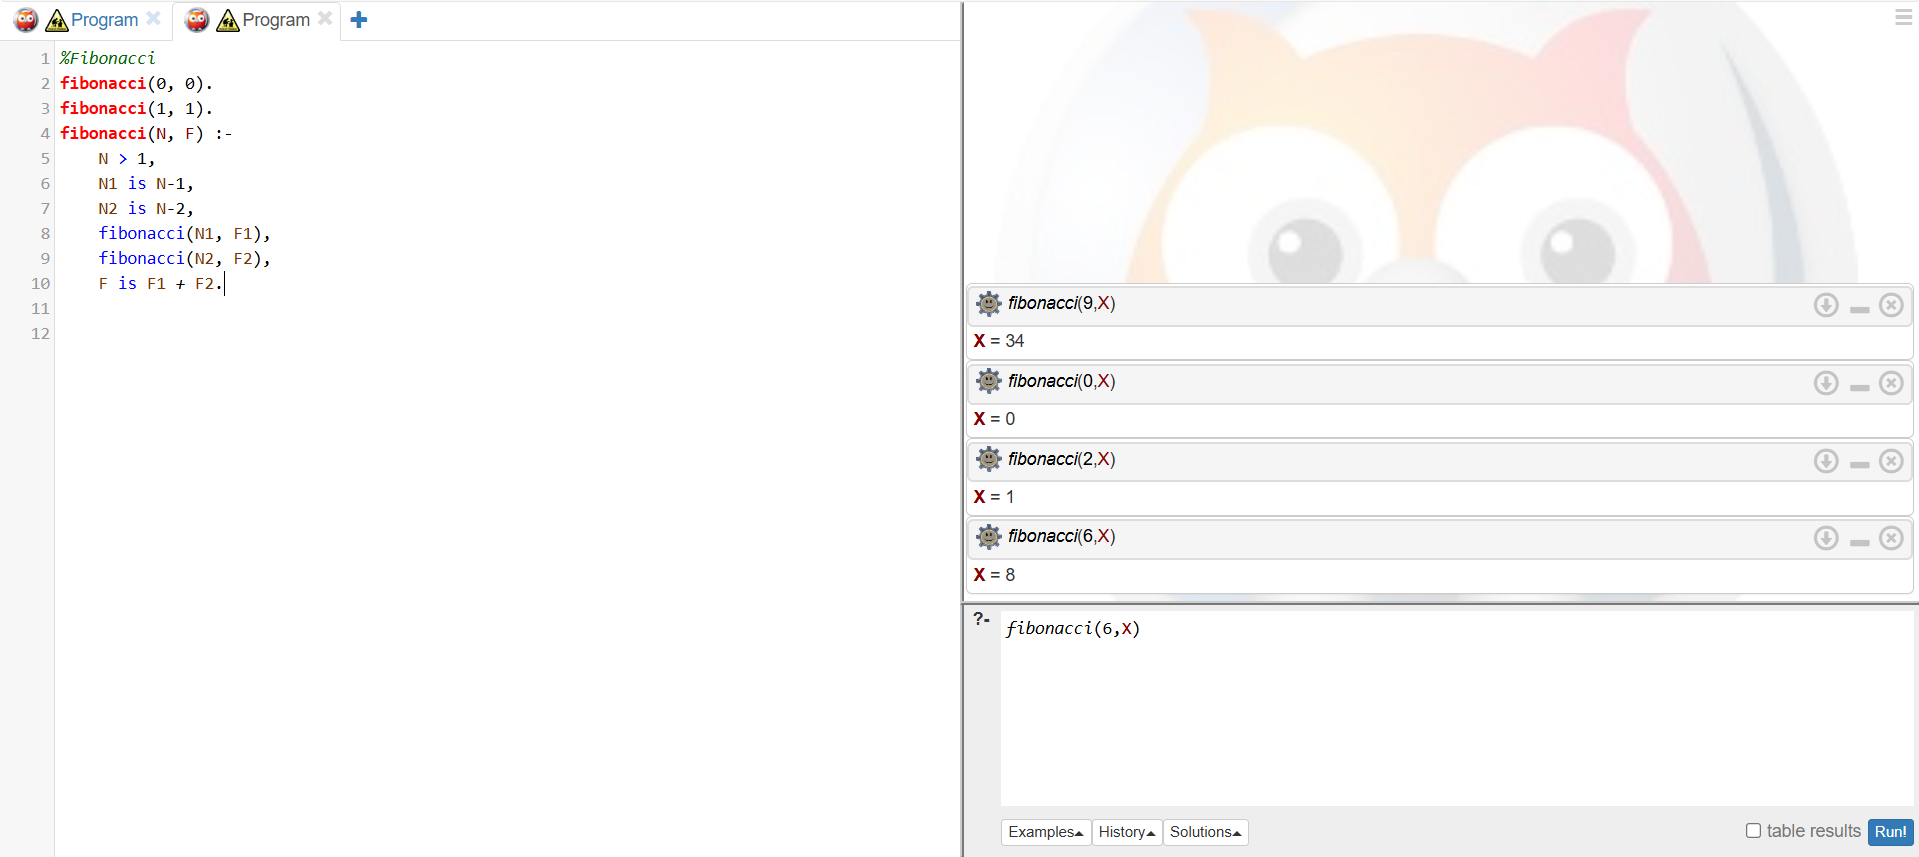 Program Program
1 %Fibonacci
2 fibonacci(0, 0).
3 fibonacci(1, 1).
4 fibonacci(N, F) :-
5     N > 1,
6     N1 is N-1,
7     N2 is N-2,
8     fibonacci(N1, F1),
9     fibonacci(N2, F2),
10     F is F1 + F2.
11
12
fibonacci(9,X)
X = 34
fibonacci(0,X)
X = 0
fibonacci(2,X)
X = 1
fibonacci(6,X)
X = 8
?- fibonacci(6,X)
Examples History Solutions table results Run!